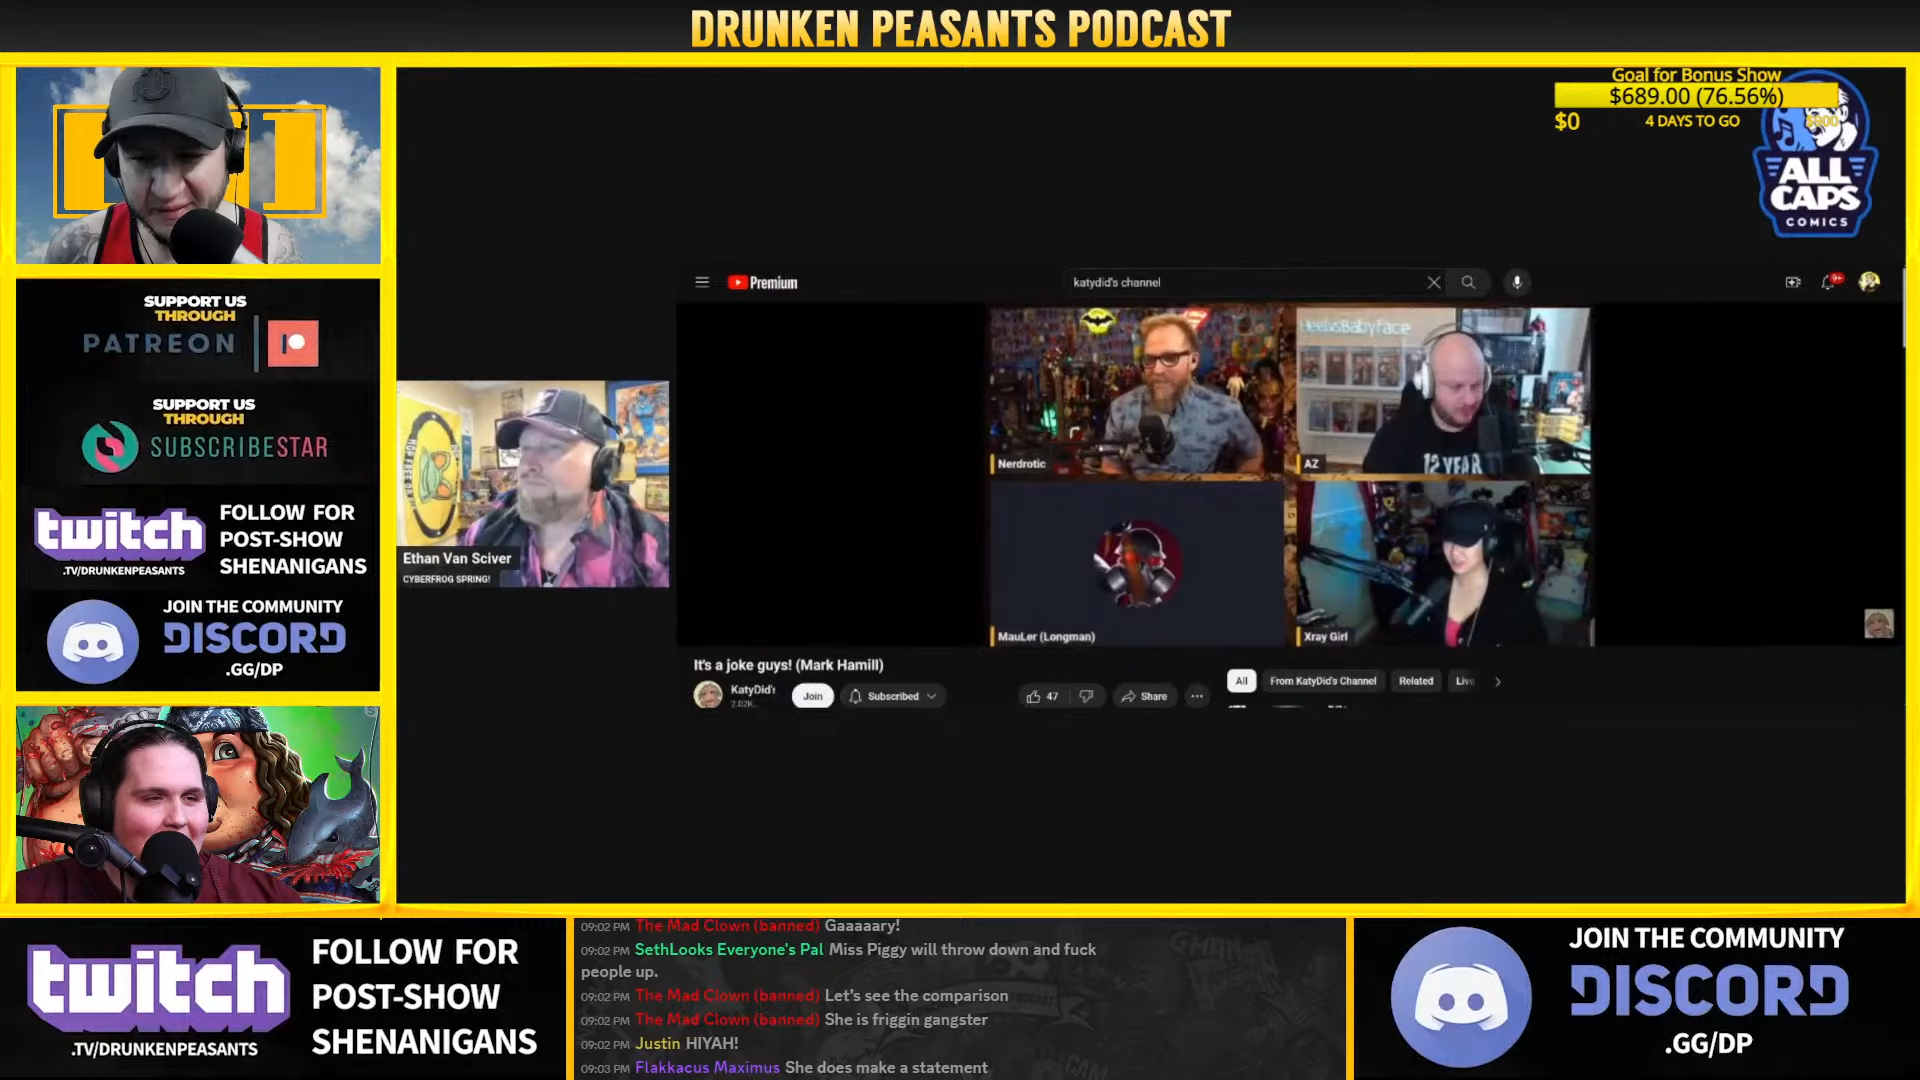 DRUNKEN PEASANTS PODCAST
Goal for Bonus Show
$689.00 (76.56%)
$0
4 DAYS TO GO
$900
ALL
CAPS
COMICS
SUPPORT US
THROUGH
PATREON
SUPPORT US
THROUGH
SUBSCRIBESTAR
twitch
.TV/DRUNKENPEASANTS
FOLLOW FOR
POST-SHOW
SHENANIGANS
JOIN THE COMMUNITY
DISCORD
.GG/DP
Ethan Van Sciver
CYBERFROG SPRING!
Premium
katydid's channel
9+
HeelvsBabyface
Nerdrotic
12 YEAR
AZ
MauLer (Longman)
Xray Girl
It's a joke guys! (Mark Hamill)
KatyDid's
2.02K...
Join
Subscribed
47
Share
All
From KatyDid's Channel
Related
Live
twitch
.TV/DRUNKENPEASANTS
FOLLOW FOR
POST-SHOW
SHENANIGANS
09:02 PM The Mad Clown (banned) Gaaaaary!
09:02 PM SethLooks Everyone's Pal Miss Piggy will throw down and fuck
people up.
09:02 PM The Mad Clown (banned) Let's see the comparison
09:02 PM The Mad Clown (banned) She is friggin gangster
09:02 PM Justin HIYAH!
09:03 PM Flakkacus Maximus She does make a statement
JOIN THE COMMUNITY
DISCORD
.GG/DP